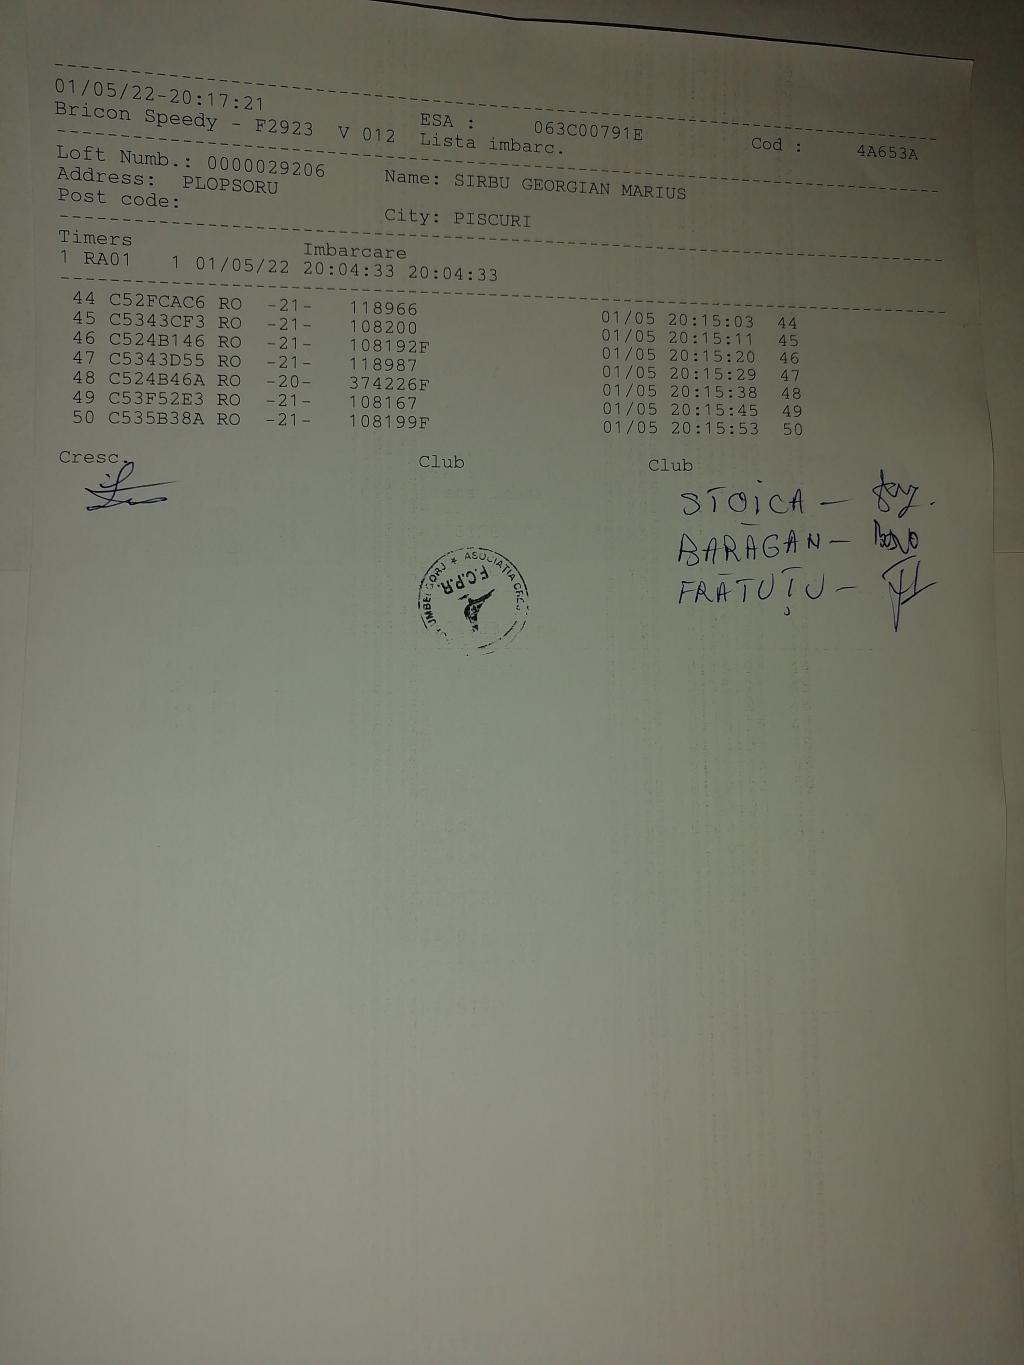 01/05/22-20:17:21 ESA : 063C00791E Cod : 4A653A
Bricon Speedy - F2923 V 012 Lista imbarc.
Loft Numb.: 0000029206 Name: SIRBU GEORGIAN MARIUS
Address: PLOPSORU
Post code: City: PISCURI
Timers Imbarcare
1 RA01 1 01/05/22 20:04:33 20:04:33
44 C52FCAC6 RO -21- 118966 01/05 20:15:03 44
45 C5343CF3 RO -21- 108200 01/05 20:15:11 45
46 C524B146 RO -21- 108192F 01/05 20:15:20 46
47 C5343D55 RO -21- 118987 01/05 20:15:29 47
48 C524B46A RO -20- 374226F 01/05 20:15:38 48
49 C53F52E3 RO -21- 108167 01/05 20:15:45 49
50 C535B38A RO -21- 108199F 01/05 20:15:53 50
Cresc. Club Club
STOICA -
BARĂGAN -
FRĂȚUȚU -
ASOCIATIA
F.C.P.R.
GORJ